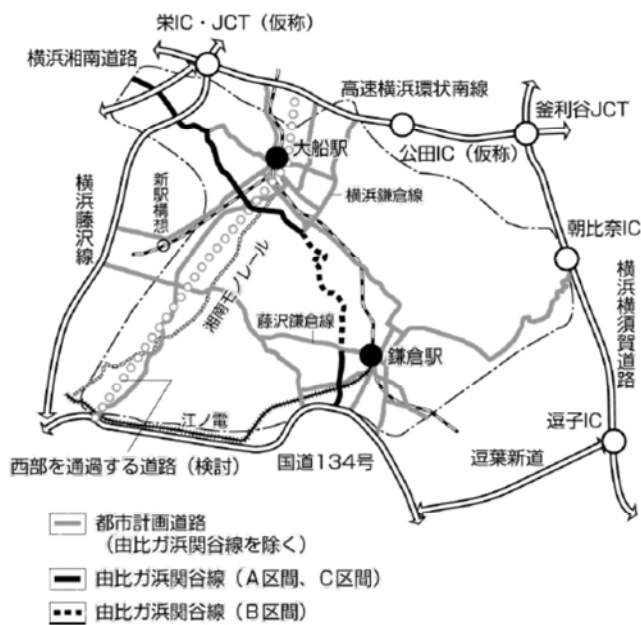 栄IC・JCT（仮称）
横浜湘南道路
高速横浜環状南線
釜利谷JCT
大船駅
公田IC（仮称）
横浜鎌倉線
新駅構想
横浜藤沢線
朝比奈IC
湘南モノレール
横浜横須賀道路
藤沢鎌倉線
鎌倉駅
江ノ電
逗子IC
西部を通過する道路（検討）
国道134号
逗葉新道
都市計画道路
（由比ガ浜関谷線を除く）
由比ガ浜関谷線（A区間、C区間）
由比ガ浜関谷線（B区間）